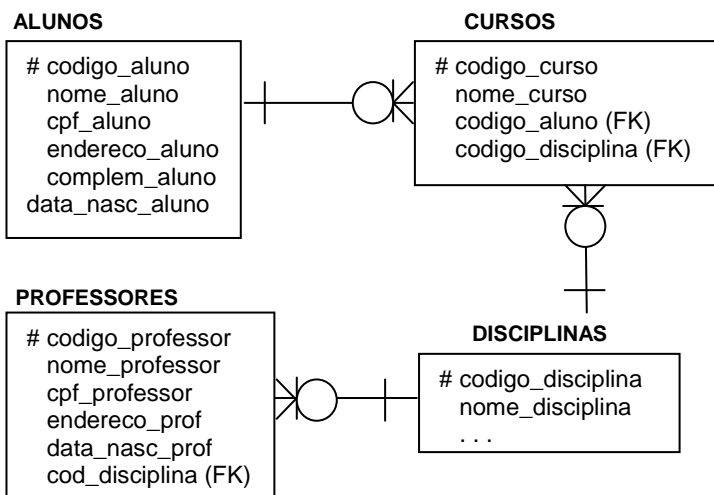 ALUNOS
# codigo_aluno
nome_aluno
cpf_aluno
endereco_aluno
complem_aluno
data_nasc_aluno
CURSOS
# codigo_curso
nome_curso
codigo_aluno (FK)
codigo_disciplina (FK)
PROFESSORES
# codigo_professor
nome_professor
cpf_professor
endereco_prof
data_nasc_prof
cod_disciplina (FK)
DISCIPLINAS
# codigo_disciplina
nome_disciplina
. . .